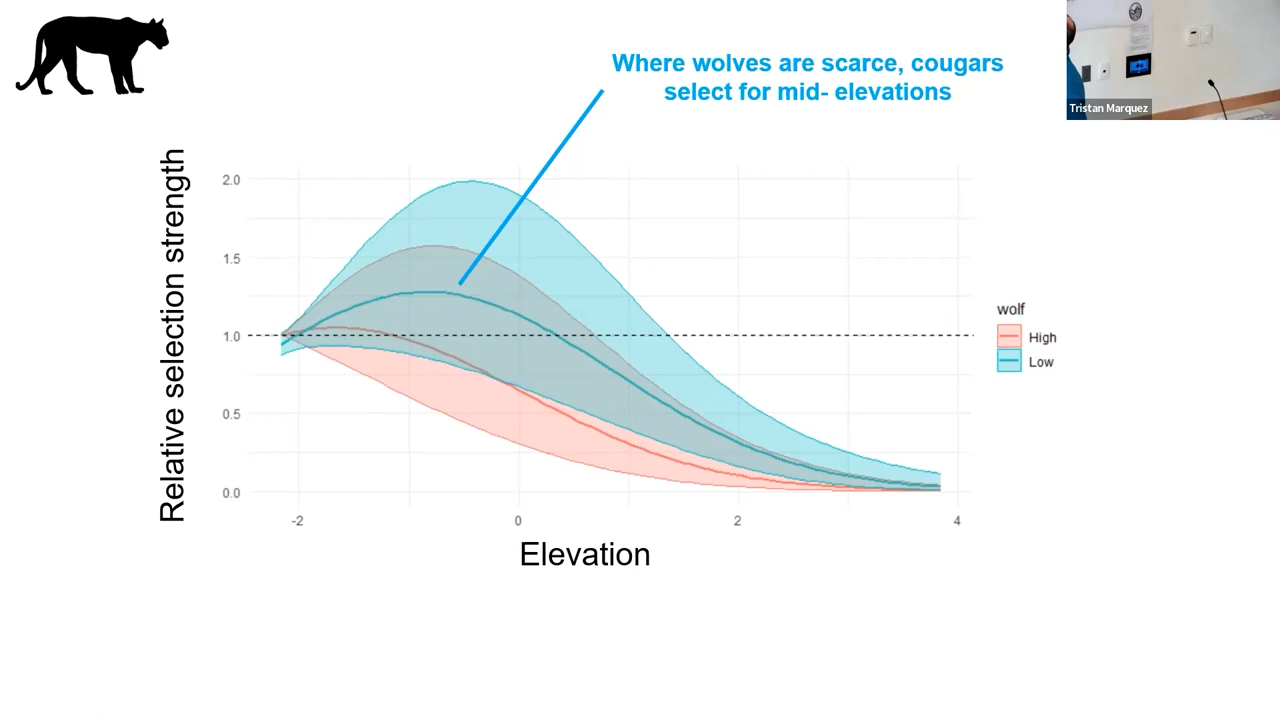 Where wolves are scarce, cougars
select for mid- elevations
Tristan Marquez
Relative selection strength
2.0
1.5
1.0
0.5
0.0
-2
0
2
4
Elevation
wolf
High
Low